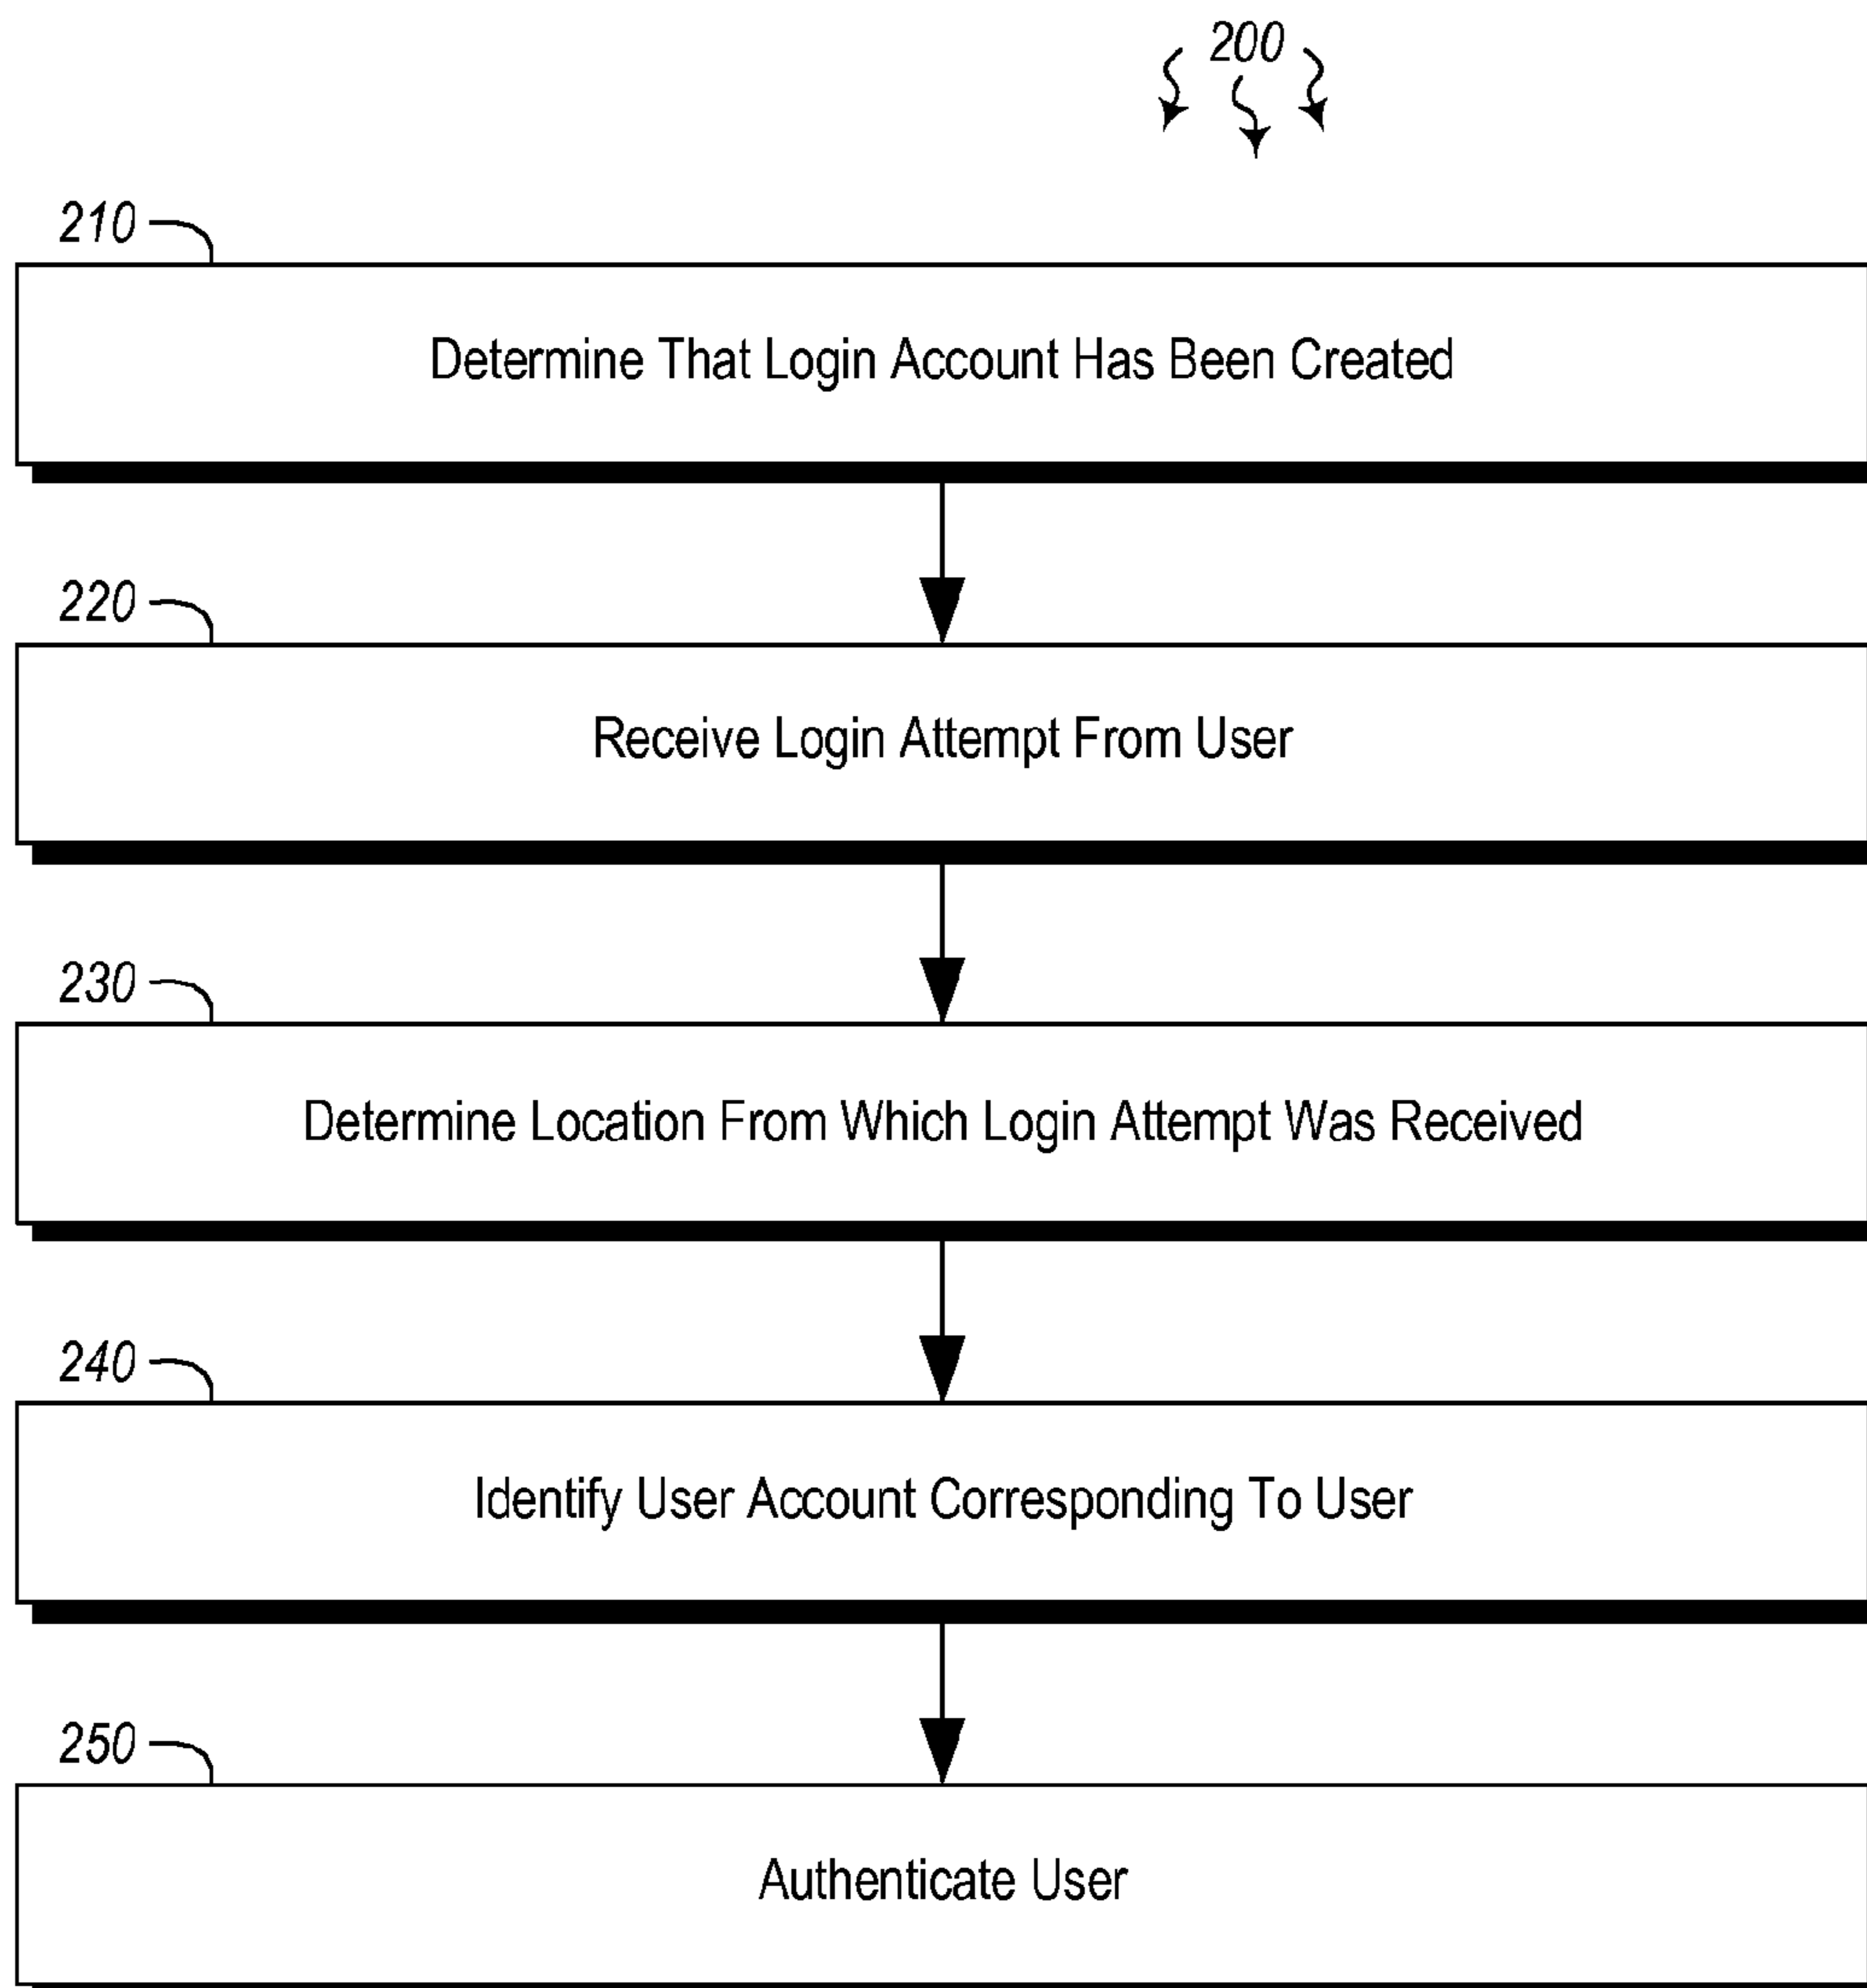 200
210
Determine That Login Account Has Been Created
220
Receive Login Attempt From User
230
Determine Location From Which Login Attempt Was Received
240
Identify User Account Corresponding To User
250
Authenticate User